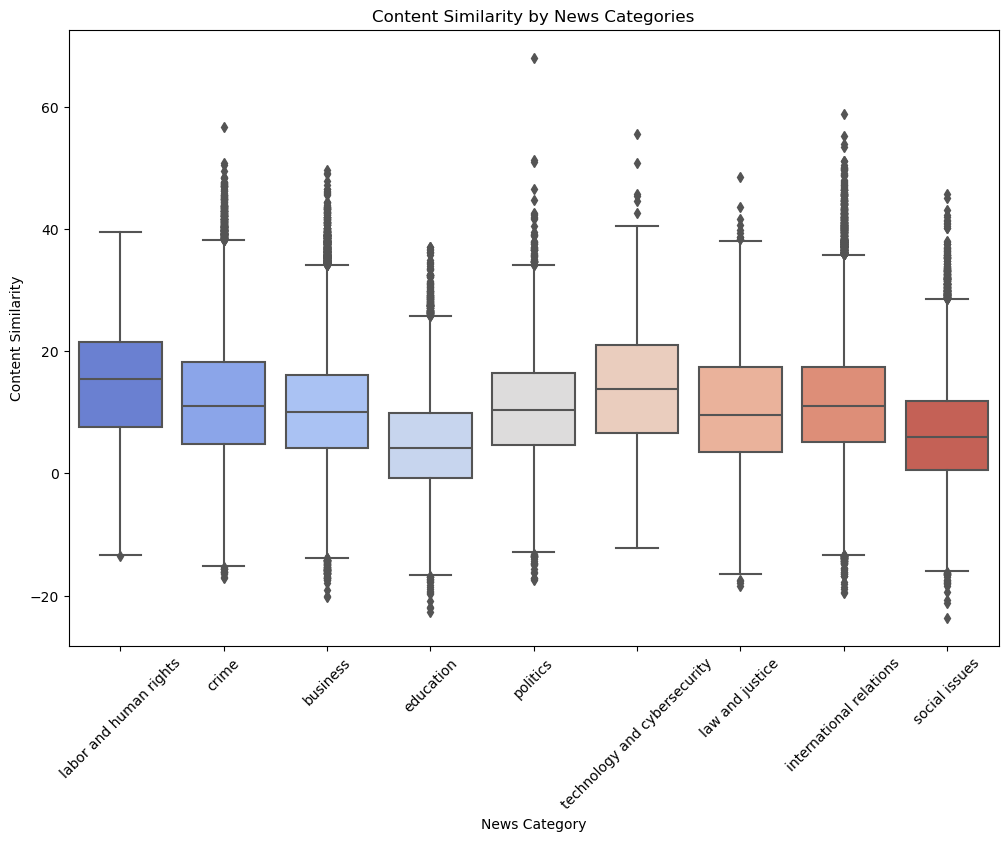 Content Similarity by News Categories
Content Similarity
60
40
20
0
−20
labor and human rights
crime
business
education
politics
technology and cybersecurity
law and justice
international relations
social issues
News Category